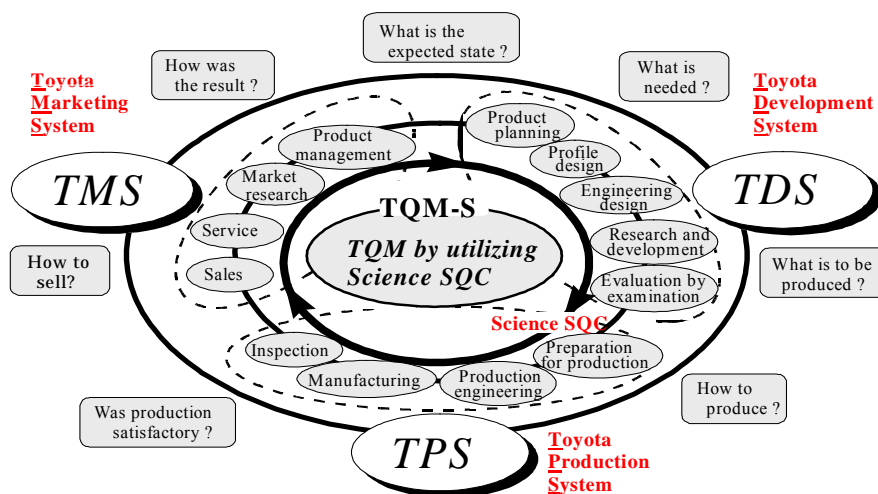 What is the
expected state ?
How was
the result ?
What is
needed ?
Toyota
Marketing
System
Toyota
Development
System
Product
management
Product
planning
Profile
design
Market
research
Engineering
design
TMS
TDS
TQM-S
TQM by utilizing
Science SQC
Service
Research and
development
How to
sell?
Sales
Evaluation by
examination
What is to be
produced ?
Science SQC
Inspection
Preparation
for production
Manufacturing
Production
engineering
Was production
satisfactory ?
How to
produce ?
TPS
Toyota
Production
System